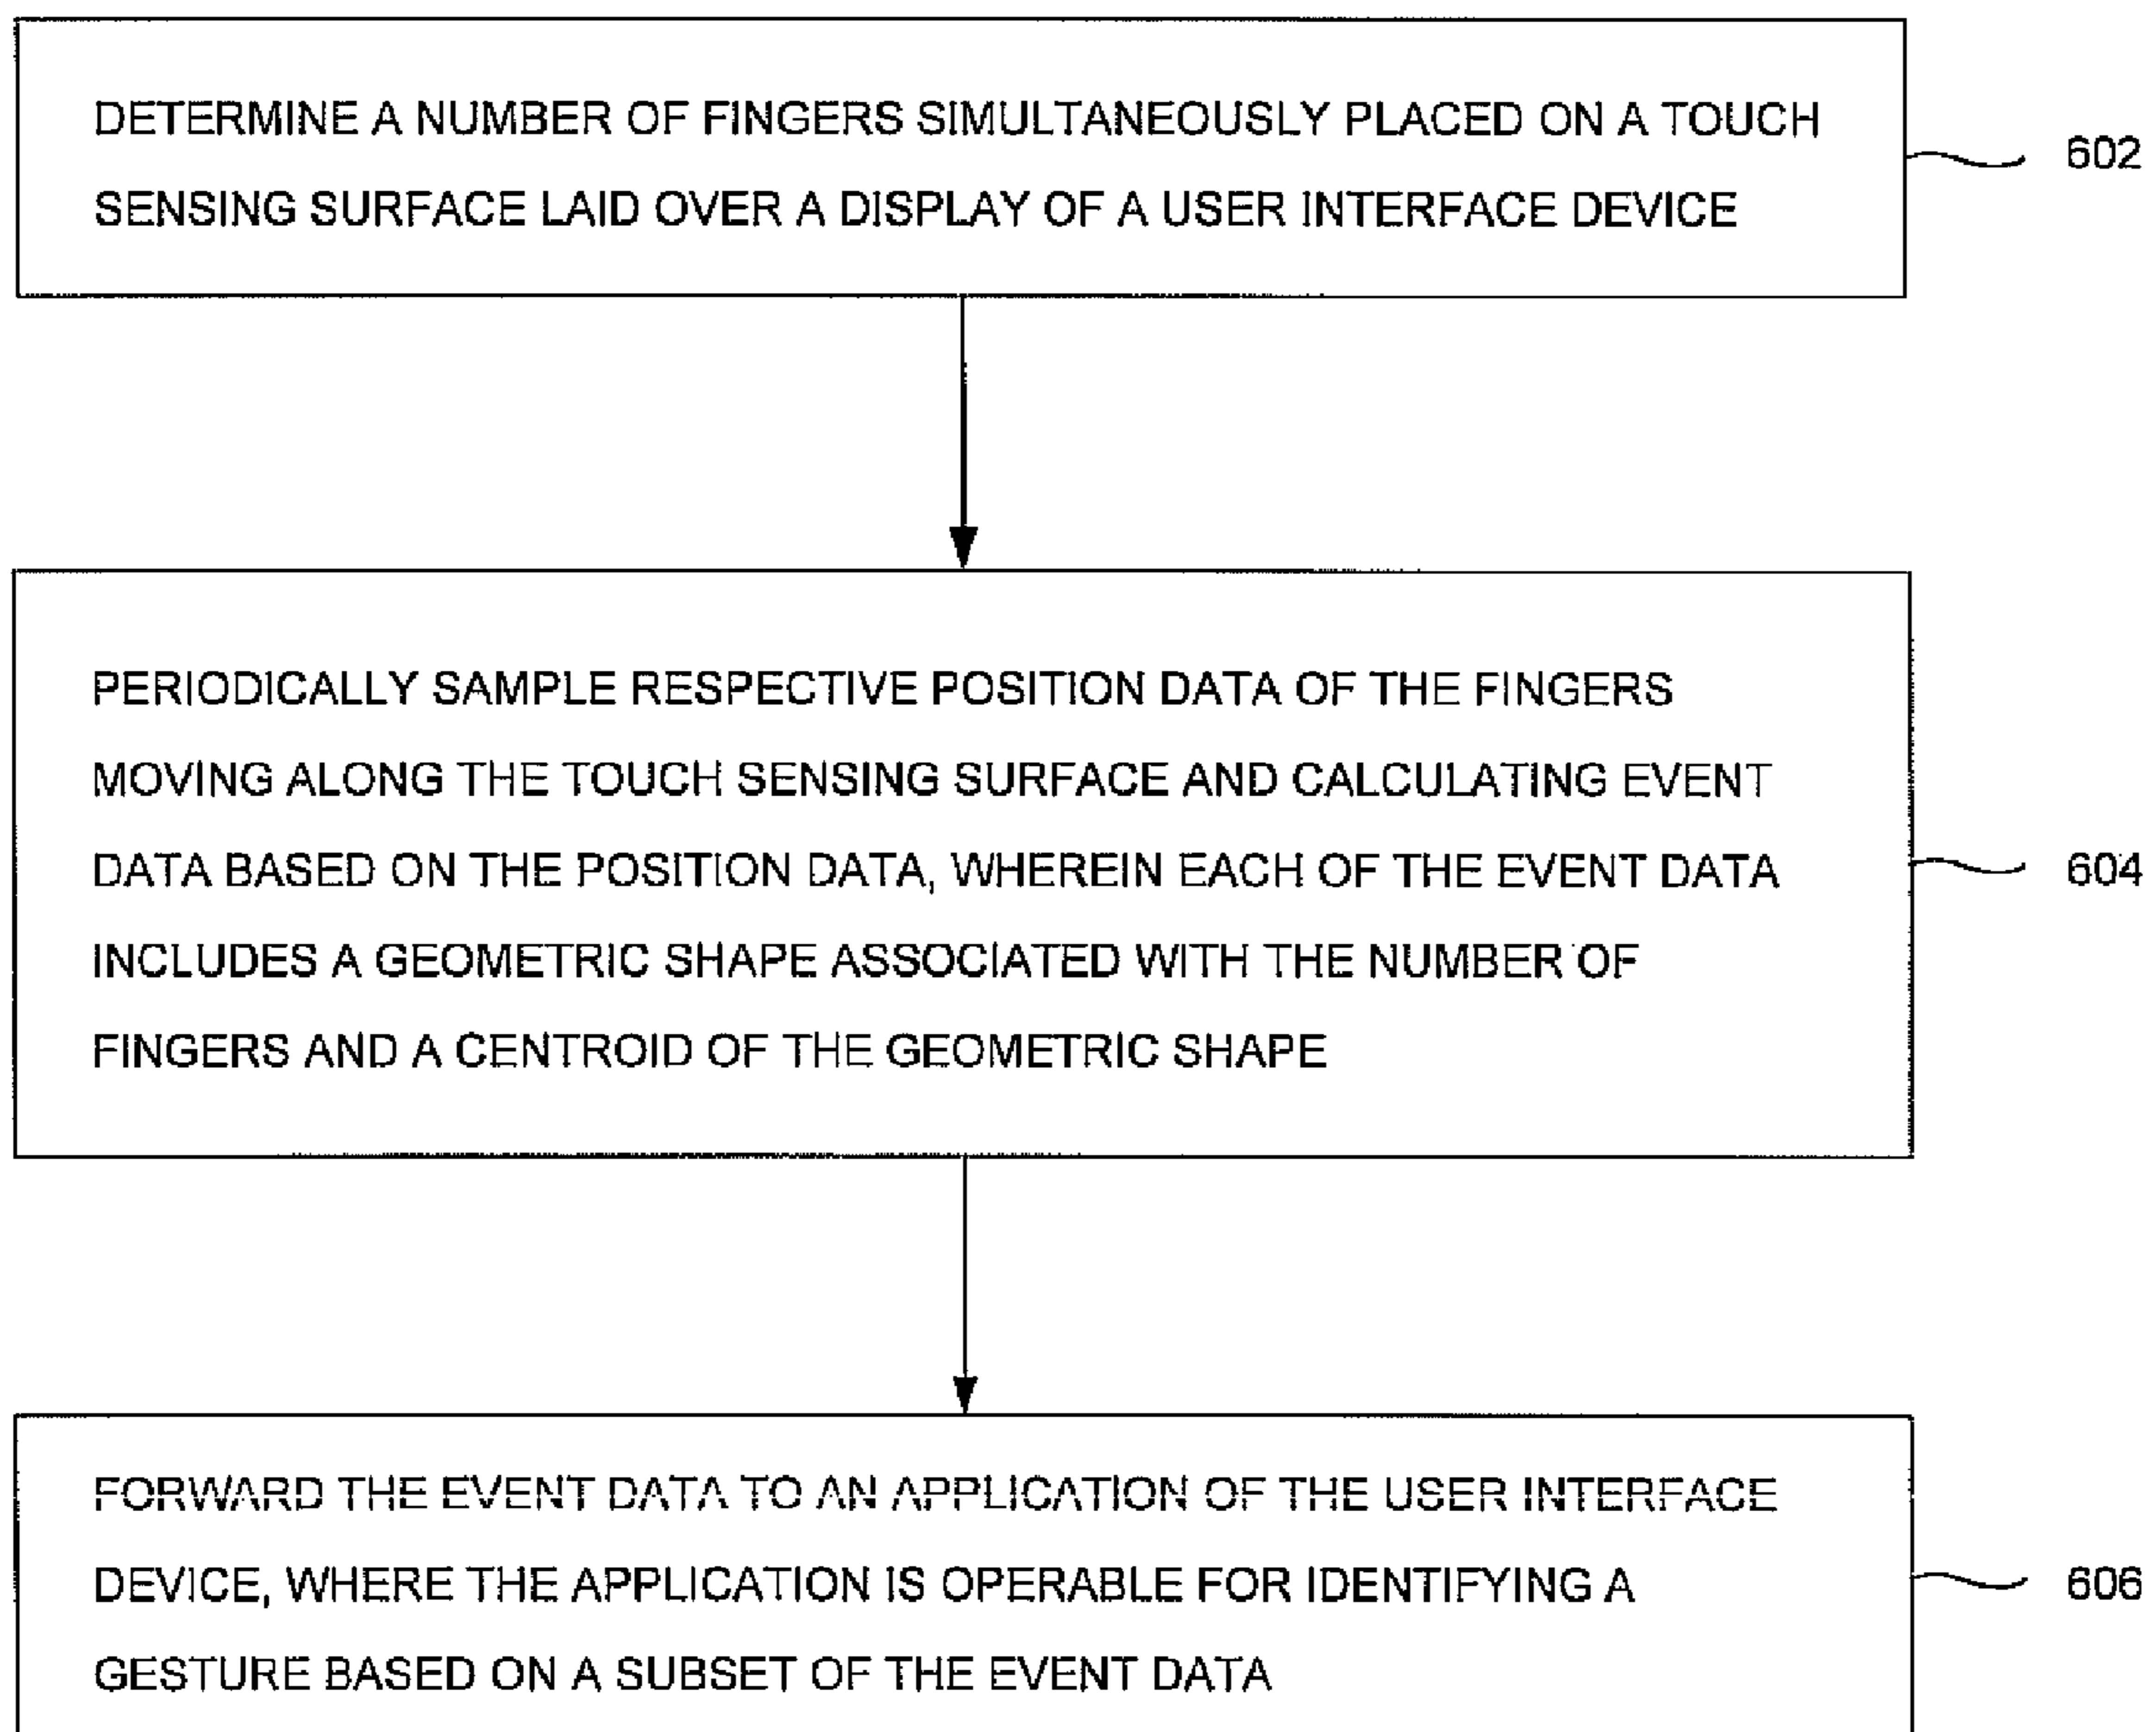 DETERMINE A NUMBER OF FINGERS SIMULTANEOUSLY PLACED ON A TOUCH
SENSING SURFACE LAID OVER A DISPLAY OF A USER INTERFACE DEVICE
602
PERIODICALLY SAMPLE RESPECTIVE POSITION DATA OF THE FINGERS
MOVING ALONG THE TOUCH SENSING SURFACE AND CALCULATING EVENT
DATA BASED ON THE POSITION DATA, WHEREIN EACH OF THE EVENT DATA
INCLUDES A GEOMETRIC SHAPE ASSOCIATED WITH THE NUMBER OF
FINGERS AND A CENTROID OF THE GEOMETRIC SHAPE
604
FORWARD THE EVENT DATA TO AN APPLICATION OF THE USER INTERFACE
DEVICE, WHERE THE APPLICATION IS OPERABLE FOR IDENTIFYING A
GESTURE BASED ON A SUBSET OF THE EVENT DATA
606